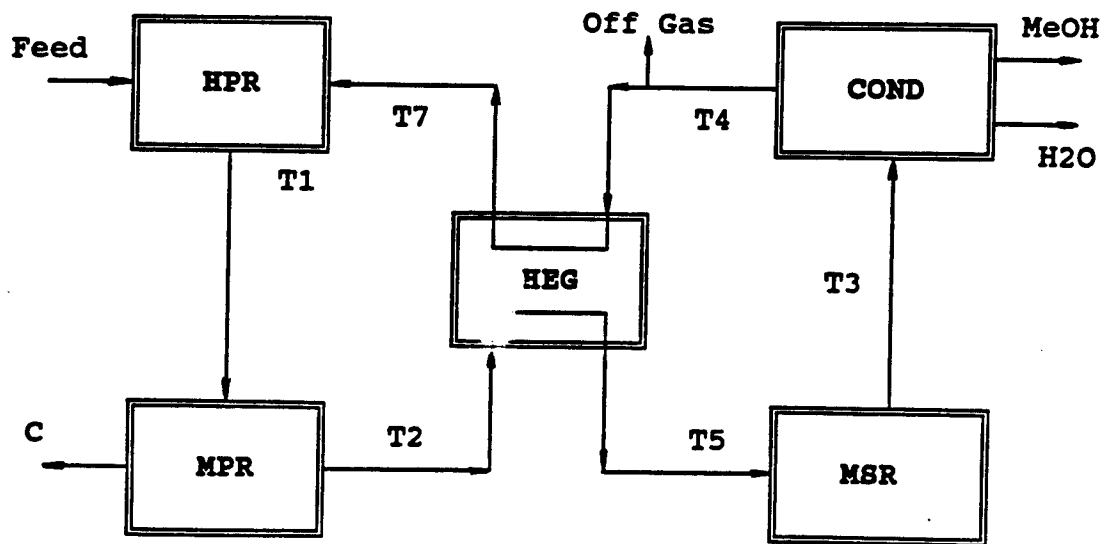 Off Gas
MeOH
Feed
HPR
COND
T7
T4
H2O
T1
HEG
T3
C
T2
T5
MPR
MSR